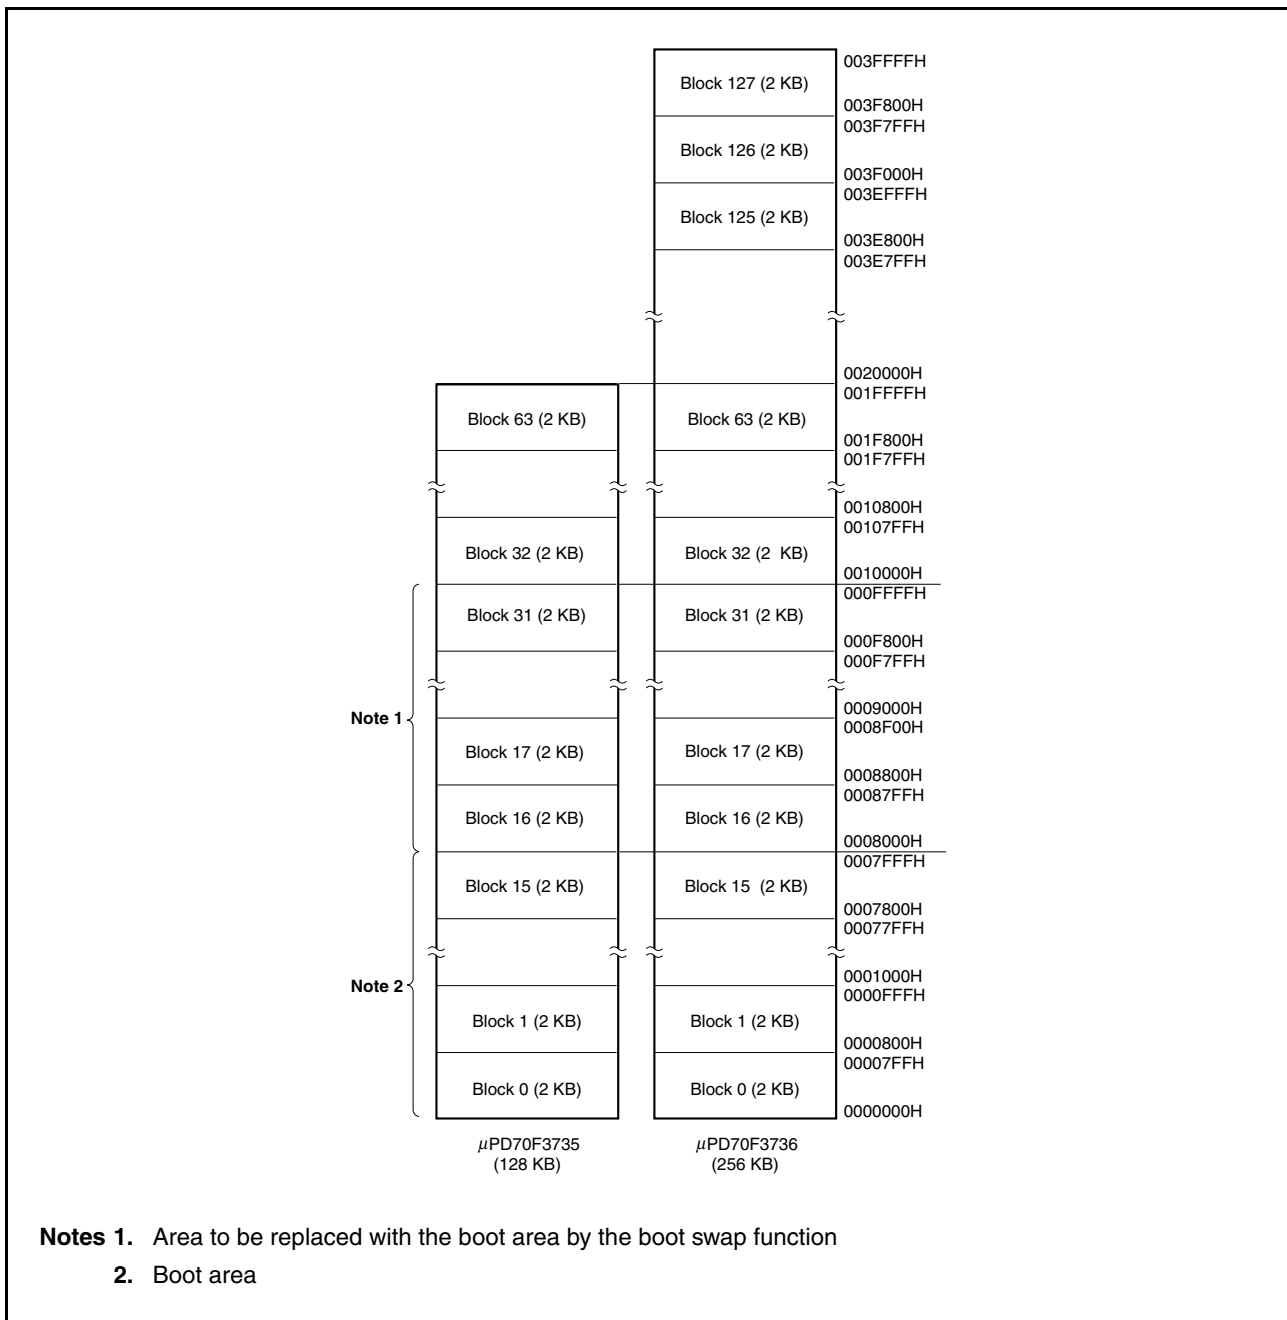 003FFFFH
Block 127 (2 KB)
003F800H
003F7FFH
Block 126 (2 KB)
003F000H
003EFFFH
Block 125 (2 KB)
003E800H
003E7FFH
0020000H
001FFFFH
Block 63 (2 KB) Block 63 (2 KB)
001F800H
001F7FFH
0010800H
00107FFH
Block 32 (2 KB) Block 32 (2 KB)
0010000H
000FFFFH
Block 31 (2 KB) Block 31 (2 KB)
000F800H
000F7FFH
0009000H
Note 1
0008F00H
Block 17 (2 KB) Block 17 (2 KB)
0008800H
00087FFH
Block 16 (2 KB) Block 16 (2 KB)
0008000H
0007FFFH
Block 15 (2 KB) Block 15 (2 KB)
0007800H
00077FFH
0001000H
Note 2
0000FFFH
Block 1 (2 KB) Block 1 (2 KB)
0000800H
00007FFH
Block 0 (2 KB) Block 0 (2 KB)
0000000H
μPD70F3735 μPD70F3736
(128 KB) (256 KB)
Notes 1. Area to be replaced with the boot area by the boot swap function
2. Boot area